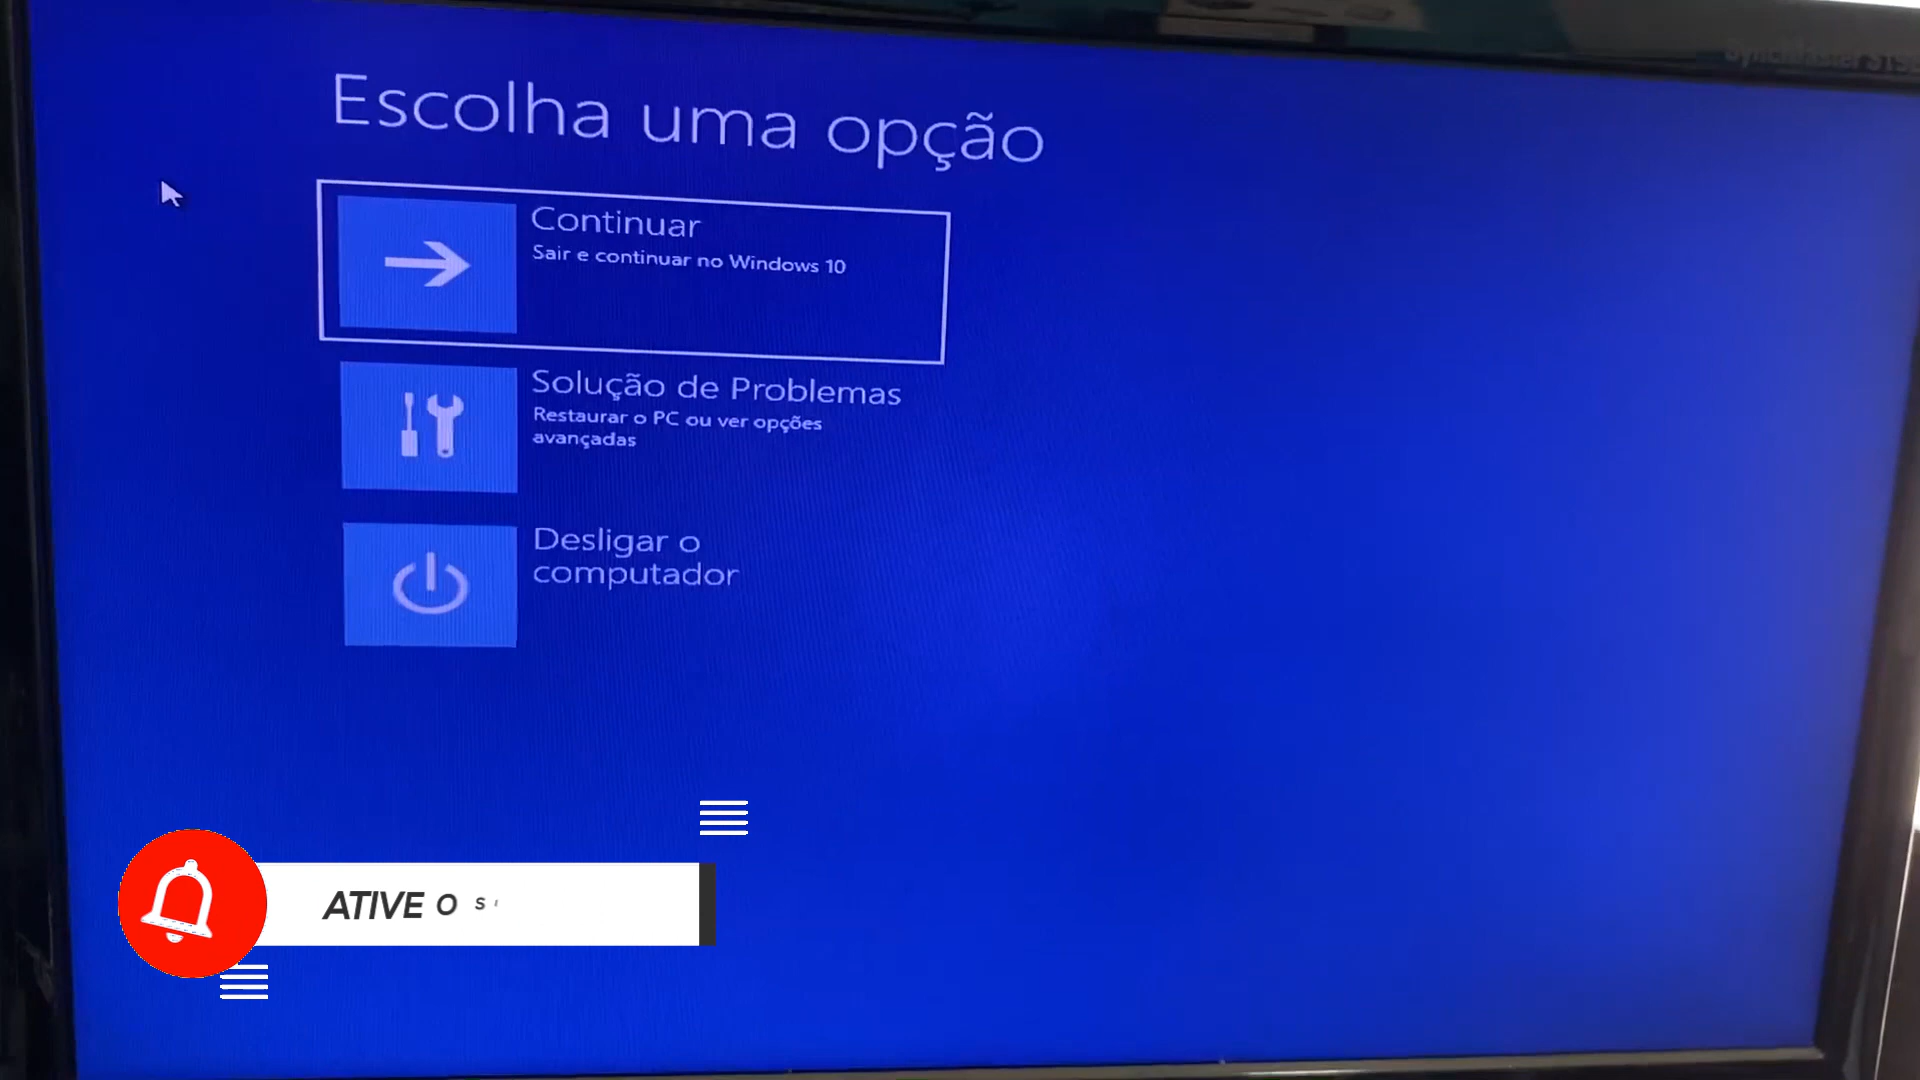 Escolha uma opção
Continuar
Sair e continuar no Windows 10
Solução de Problemas
Restaurar o PC ou ver opções
avançadas
Desligar o
computador
ATIVE O S